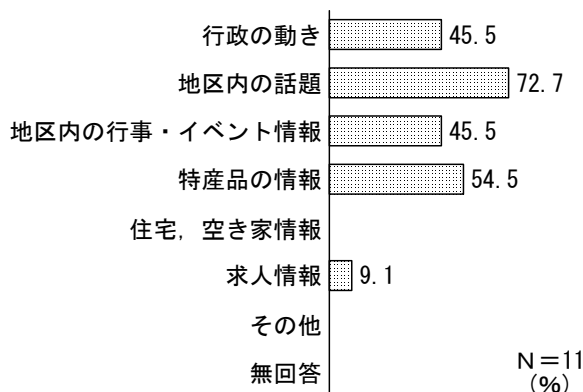 行政の動き 45.5
地区内の話題 72.7
地区内の行事・イベント情報 45.5
特産品の情報 54.5
住宅，空き家情報
求人情報 9.1
その他
無回答
N＝11
(%)